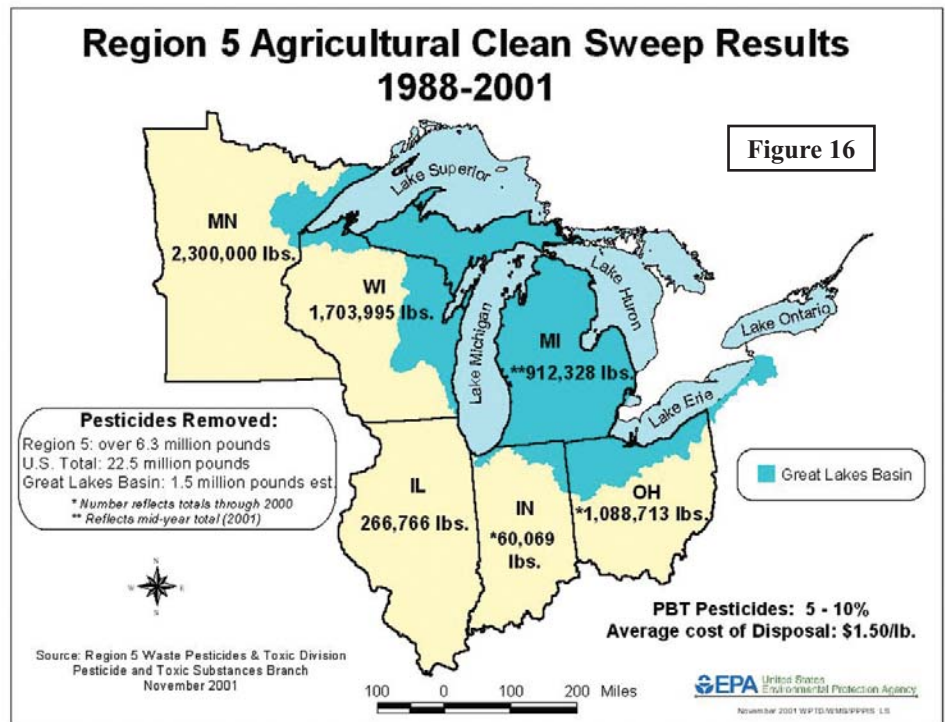 Region 5 Agricultural Clean Sweep Results
1988-2001
Figure 16
Lake Superior
MN
2,300,000 lbs.
WI
1,703,995 lbs.
Lake Michigan
Lake Huron
MI
**912,328 lbs.
Lake Ontario
Lake Erie
Pesticides Removed:
Region 5: over 6.3 million pounds
U.S. Total: 22.5 million pounds
Great Lakes Basin: 1.5 million pounds est.
* Number reflects totals through 2000
** Reflects mid-year total (2001)
IL
266,766 lbs.
IN
*60,069
lbs.
OH
*1,088,713 lbs.
Great Lakes Basin
N
W
E
S
PBT Pesticides: 5 - 10%
Average cost of Disposal: $1.50/lb.
Source: Region 5 Waste Pesticides & Toxic Division
Pesticide and Toxic Substances Branch
November 2001
100 0 100 200 Miles
EPA United States
Environmental Protection Agency
November 2001